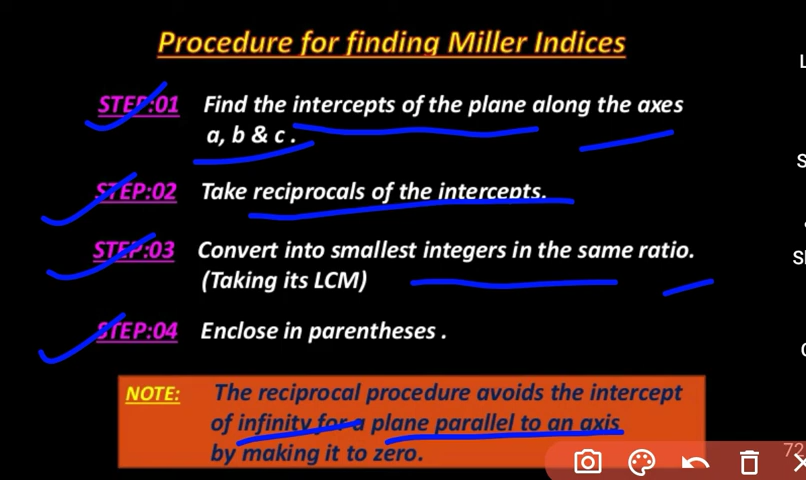 Procedure for finding Miller Indices
STEP:01 Find the intercepts of the plane along the axes
a, b & c .
STEP:02 Take reciprocals of the intercepts.
STEP:03 Convert into smallest integers in the same ratio.
(Taking its LCM)
STEP:04 Enclose in parentheses .
NOTE: The reciprocal procedure avoids the intercept
of infinity for a plane parallel to an axis
by making it to zero.
72